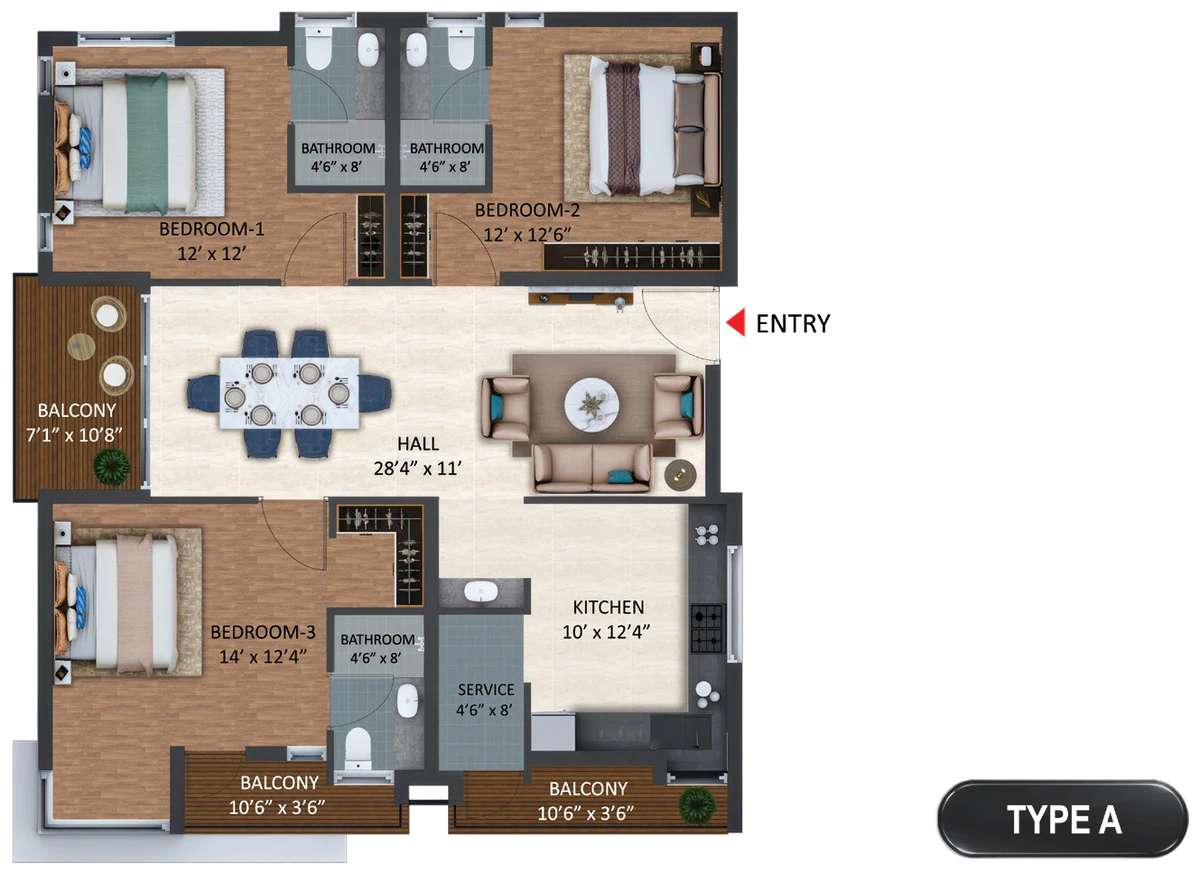 BATHROOM
4'6” x 8'
BATHROOM
4'6” x 8'
BEDROOM-1
12' x 12'
BEDROOM-2
12' x 12'6”
ENTRY
BALCONY
7'1” x 10'8”
HALL
28'4” x 11'
BEDROOM-3
14' x 12'4”
BATHROOM
4'6” x 8'
KITCHEN
10' x 12'4”
SERVICE
4'6” x 8'
BALCONY
10'6” x 3'6”
BALCONY
10'6” x 3'6”
TYPE A